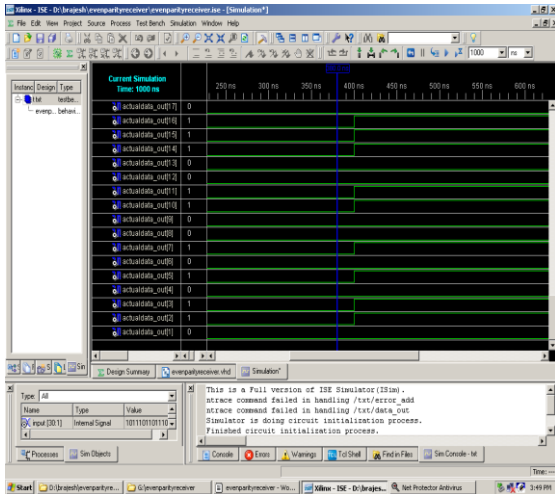 Xilinx - ISE - D:\brajesh\evenparityreceiver\evenparityreceiver.ise - [Simulation*]
File Edit View Project Source Process Test Bench Simulation Window Help
1000 ns
Instanc Design Type
tst testbe...
evenp... behavi...
Current Simulation
Time: 1000 ns
250 ns 300 ns 350 ns 400 ns 450 ns 500 ns 550 ns 600 ns
actualdata_out[17] 0
actualdata_out[16] 1
actualdata_out[15] 1
actualdata_out[14] 1
actualdata_out[13] 0
actualdata_out[12] 0
actualdata_out[11] 1
actualdata_out[10] 1
actualdata_out[9] 0
actualdata_out[8] 0
actualdata_out[7] 1
actualdata_out[6] 0
actualdata_out[5] 1
actualdata_out[4] 0
actualdata_out[3] 1
actualdata_out[2] 1
actualdata_out[1] 0
Sin
Design Summary evenparityreceiver.vhd Simulation*
Type All
Name Type Value
input [30:1] Internal Signal 1011101101110
Processes Sim Objects
This is a Full version of ISE Simulator(ISim).
ntrace command failed in handling /txt/error_add
ntrace command failed in handling /txt/data_out
Simulator is doing circuit initialization process.
Finished circuit initialization process.
Console Errors Warnings Tcl Shell Find in Files Sim Console - tst
Time: ---
Start D:\brajesh\evenparityre... G:\evenparityreceiver evenparityreceiver - Wo... Xilinx - ISE - D:\brajes... Net Protector Antivirus 3:49 PM